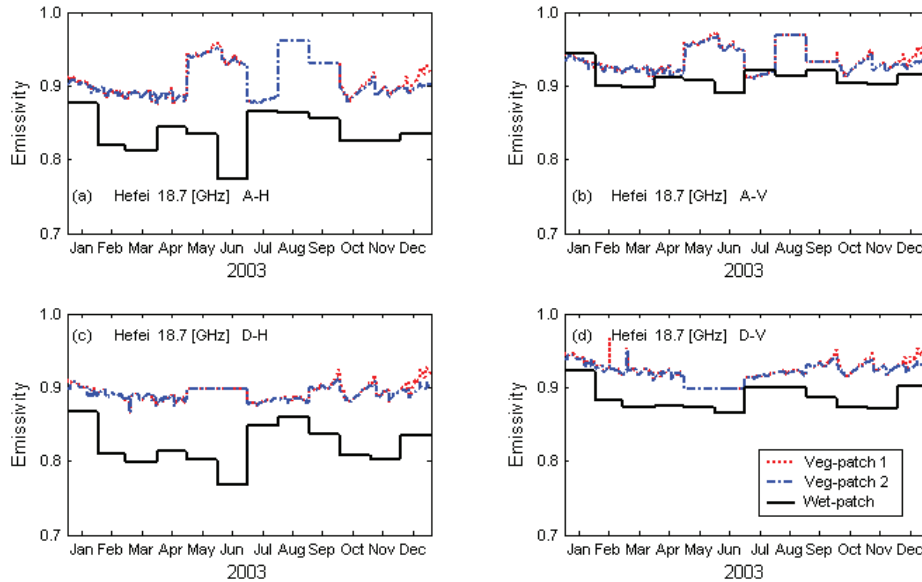 1.0
0.9
0.8
0.7
Emissivity
(a) Hefei 18.7 [GHz] A-H
Jan Feb Mar Apr May Jun Jul Aug Sep Oct Nov Dec
2003
1.0
0.9
0.8
0.7
Emissivity
(b) Hefei 18.7 [GHz] A-V
Jan Feb Mar Apr May Jun Jul Aug Sep Oct Nov Dec
2003
1.0
0.9
0.8
0.7
Emissivity
(c) Hefei 18.7 [GHz] D-H
Jan Feb Mar Apr May Jun Jul Aug Sep Oct Nov Dec
2003
1.0
0.9
0.8
0.7
Emissivity
(d) Hefei 18.7 [GHz] D-V
Veg-patch 1
Veg-patch 2
Wet-patch
Jan Feb Mar Apr May Jun Jul Aug Sep Oct Nov Dec
2003